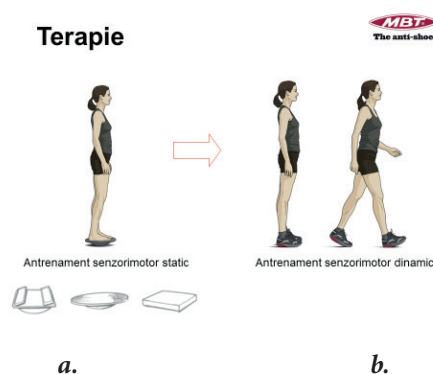 Terapie
MBT
The anti-shoe
Antrenament senzorimotor static
Antrenament senzorimotor dinamic
a.
b.